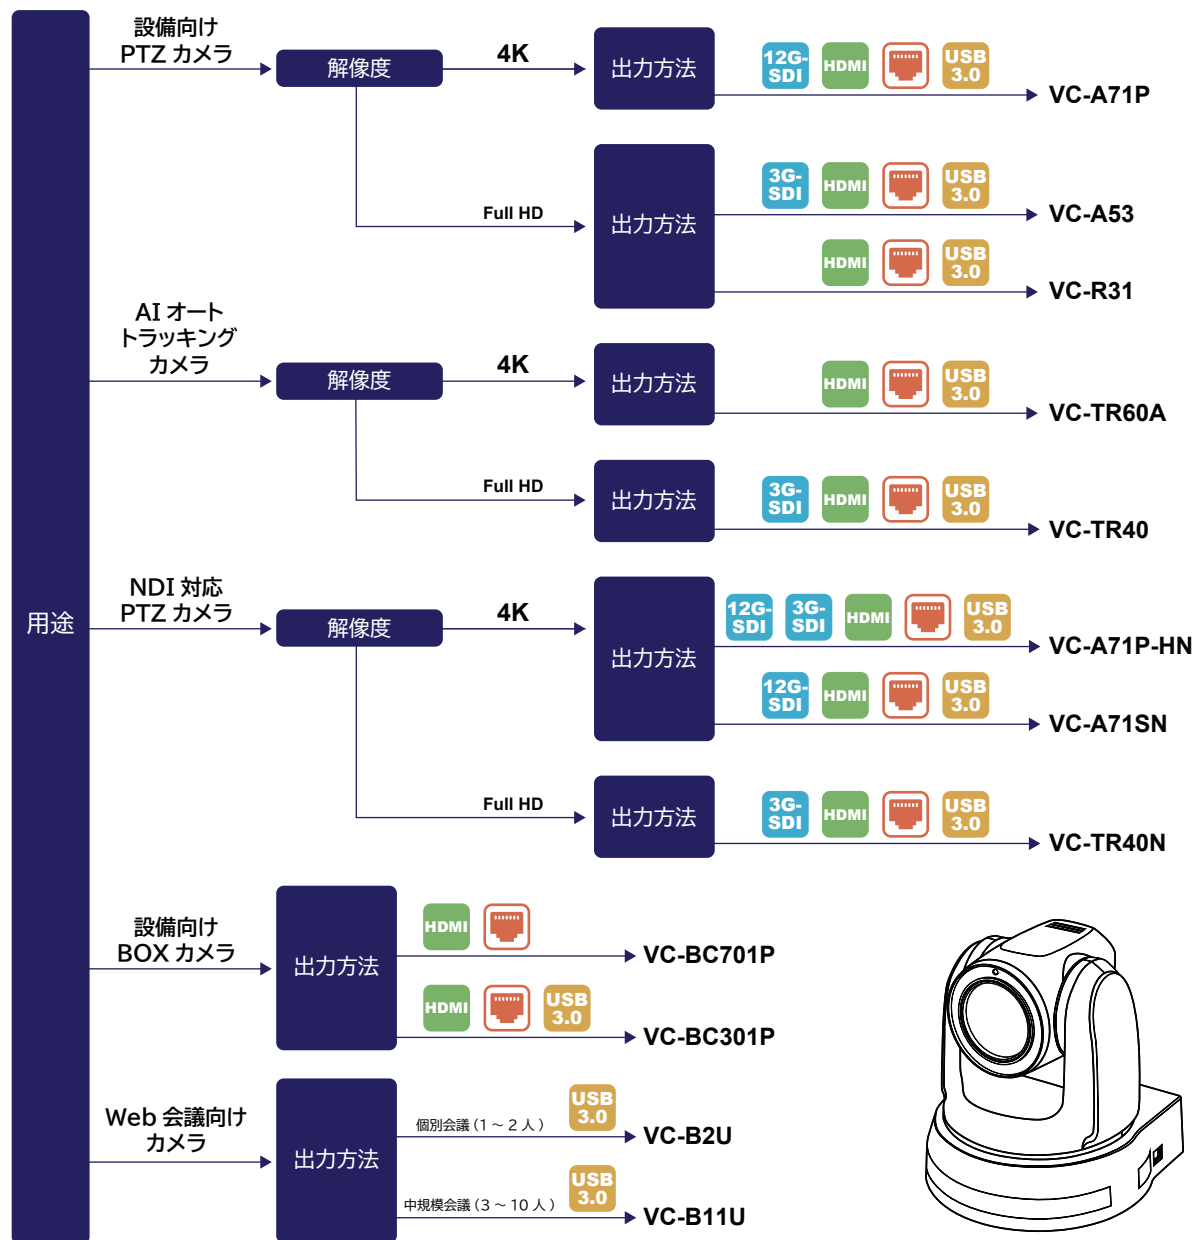 用途
設備向け
PTZ カメラ
解像度
4K
出力方法
12G-
SDI
HDMI
USB
3.0
VC-A71P
Full HD
出力方法
3G-
SDI
HDMI
USB
3.0
VC-A53
HDMI
USB
3.0
VC-R31
AI オート
トラッキング
カメラ
解像度
4K
出力方法
HDMI
USB
3.0
VC-TR60A
Full HD
出力方法
3G-
SDI
HDMI
USB
3.0
VC-TR40
NDI 対応
PTZ カメラ
解像度
4K
出力方法
12G-
SDI
3G-
SDI
HDMI
USB
3.0
VC-A71P-HN
12G-
SDI
HDMI
USB
3.0
VC-A71SN
Full HD
出力方法
3G-
SDI
HDMI
USB
3.0
VC-TR40N
設備向け
BOX カメラ
出力方法
HDMI
VC-BC701P
HDMI
USB
3.0
VC-BC301P
Web 会議向け
カメラ
出力方法
個別会議 ( 1 ～ 2 人 )
USB
3.0
VC-B2U
中規模会議 ( 3 ～ 10 人 )
USB
3.0
VC-B11U